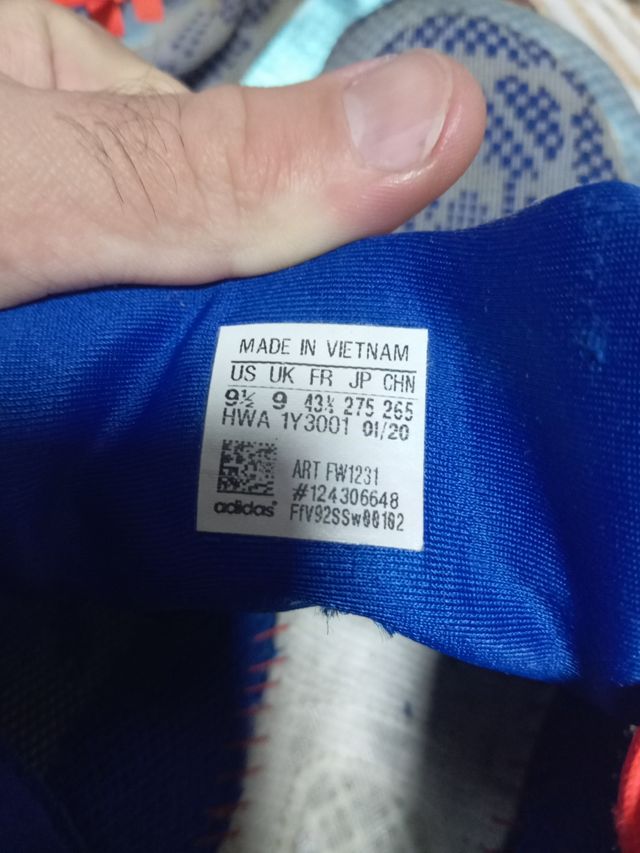 MADE IN VIETNAM
US UK FR JP CHN
9½ 9 43⅓ 275 265
HWA 1Y3001 01/20
ART FW1231
#124306648
adidas FfV92SSw00102